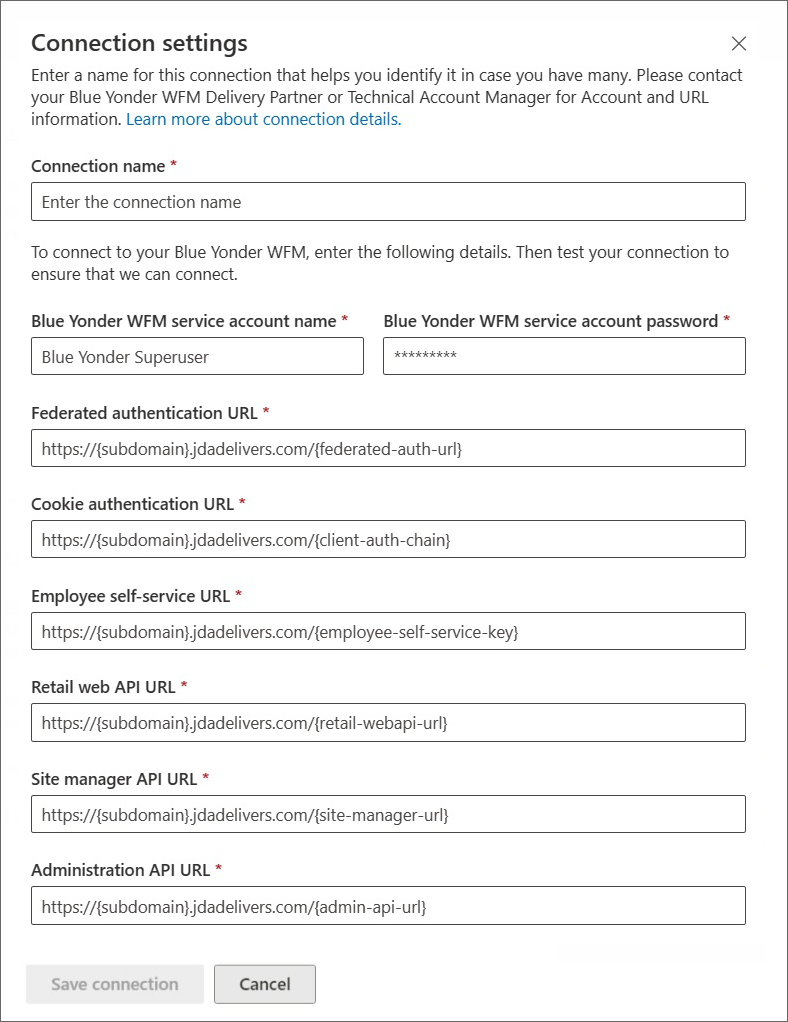 Connection settings
Enter a name for this connection that helps you identify it in case you have many. Please contact
your Blue Yonder WFM Delivery Partner or Technical Account Manager for Account and URL
information. Learn more about connection details.
Connection name *
Enter the connection name
To connect to your Blue Yonder WFM, enter the following details. Then test your connection to
ensure that we can connect.
Blue Yonder WFM service account name * Blue Yonder WFM service account password *
Blue Yonder Superuser *********
Federated authentication URL *
https://{subdomain}.jdadelivers.com/{federated-auth-url}
Cookie authentication URL *
https://{subdomain}.jdadelivers.com/{client-auth-chain}
Employee self-service URL *
https://{subdomain}.jdadelivers.com/{employee-self-service-key}
Retail web API URL *
https://{subdomain}.jdadelivers.com/{retail-webapi-url}
Site manager API URL *
https://{subdomain}.jdadelivers.com/{site-manager-url}
Administration API URL *
https://{subdomain}.jdadelivers.com/{admin-api-url}
Save connection Cancel